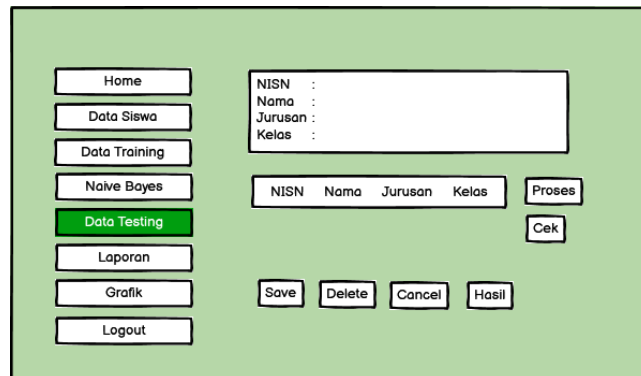 Home
Data Siswa
Data Training
Naive Bayes
Data Testing
Laporan
Grafik
Logout
NISN :
Nama :
Jurusan :
Kelas :
NISN Nama Jurusan Kelas
Proses
Cek
Save Delete Cancel Hasil